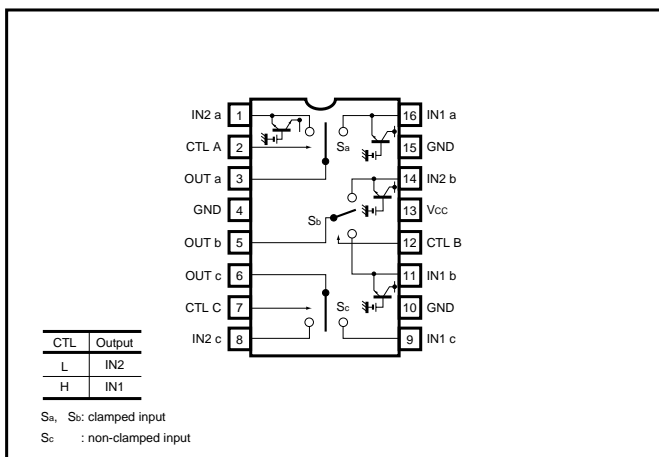 IN2 a 1 16 IN1 a
CTL A 2 Sa 15 GND
OUT a 3 14 IN2 b
GND 4 Sb 13 VCC
OUT b 5 12 CTL B
OUT c 6 11 IN1 b
CTL C 7 Sc 10 GND
IN2 c 8 9 IN1 c
CTL Output
L IN2
H IN1
Sa, Sb: clamped input
Sc : non-clamped input